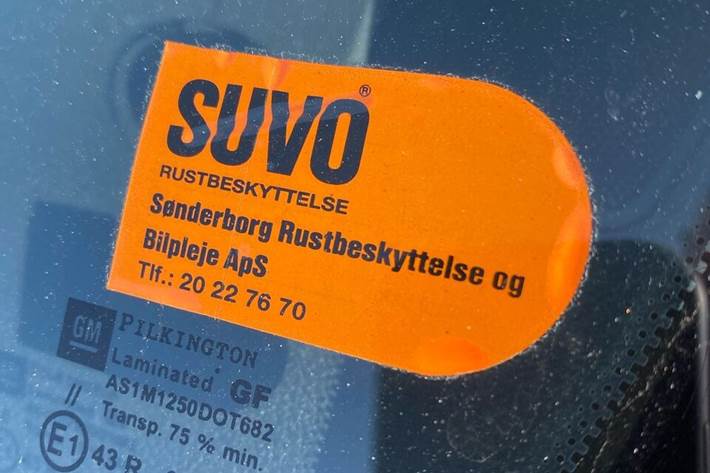 SUVO®
RUSTBESKYTTELSE
Sønderborg Rustbeskyttelse og
Bilpleje ApS
Tlf.: 20 22 76 70
GM PILKINGTON
Laminated GF
AS1M1250DOT682
// Transp. 75 % min.
E1 43 R